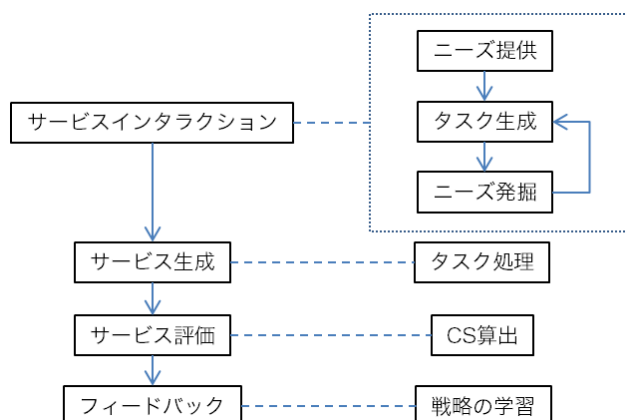 ニーズ提供
サービスインタラクション
タスク生成
ニーズ発掘
サービス生成
タスク処理
サービス評価
CS算出
フィードバック
戦略の学習